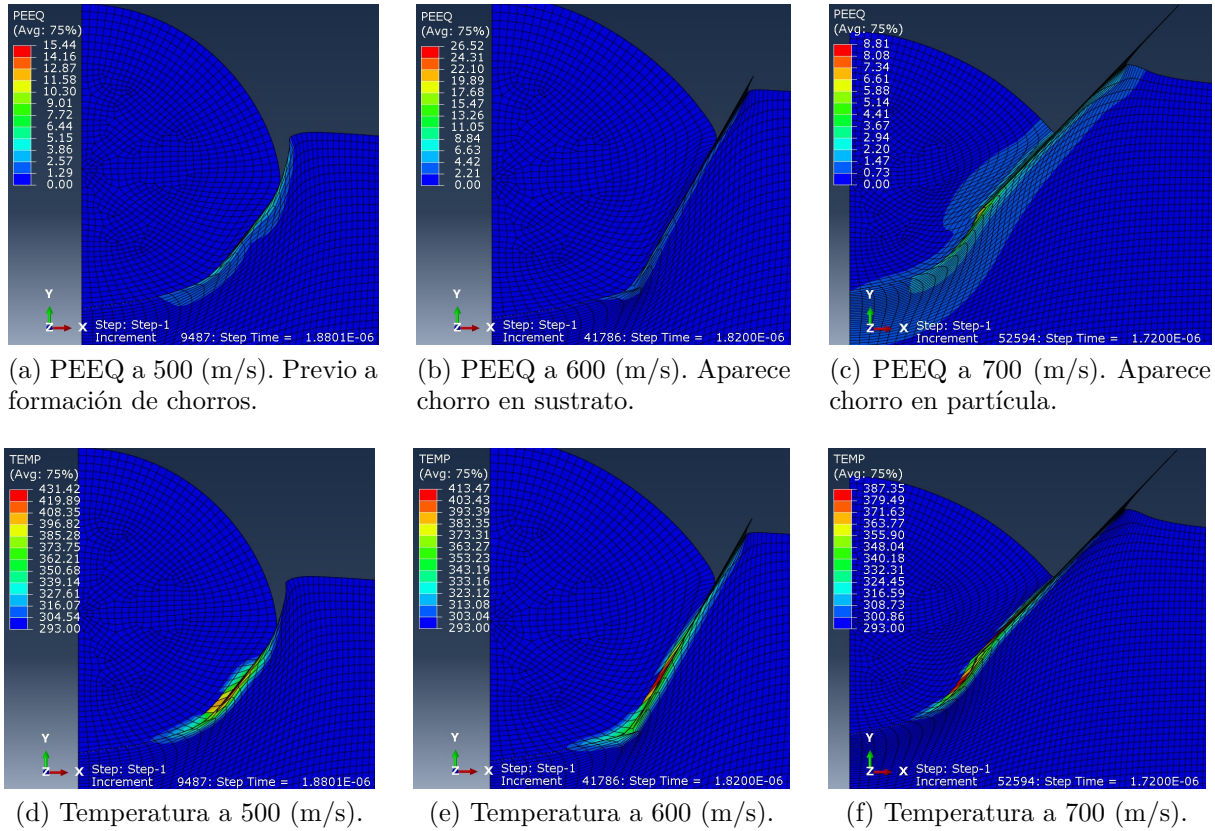 PEEQ
(Avg: 75%)
15.44
14.16
12.87
11.58
10.30
9.01
7.72
6.44
5.15
3.86
2.57
1.29
0.00
Y
Z X
Step: Step-1
Increment 9487: Step Time = 1.8801E-06
(a) PEEQ a 500 (m/s). Previo a
formación de chorros.
PEEQ
(Avg: 75%)
26.52
24.31
22.10
19.89
17.68
15.47
13.26
11.05
8.84
6.63
4.42
2.21
0.00
Y
Z X
Step: Step-1
Increment 41786: Step Time = 1.8200E-06
(b) PEEQ a 600 (m/s). Aparece
chorro en sustrato.
PEEQ
(Avg: 75%)
8.81
8.08
7.34
6.61
5.88
5.14
4.41
3.67
2.94
2.20
1.47
0.73
0.00
Y
Z X
Step: Step-1
Increment 52594: Step Time = 1.7200E-06
(c) PEEQ a 700 (m/s). Aparece
chorro en partícula.
TEMP
(Avg: 75%)
431.42
419.89
408.35
396.82
385.28
373.75
362.21
350.68
339.14
327.61
316.07
304.54
293.00
Y
Z X
Step: Step-1
Increment 9487: Step Time = 1.8801E-06
(d) Temperatura a 500 (m/s).
TEMP
(Avg: 75%)
413.47
403.43
393.39
383.35
373.31
363.27
353.23
343.19
333.16
323.12
313.08
303.04
293.00
Y
Z X
Step: Step-1
Increment 41786: Step Time = 1.8200E-06
(e) Temperatura a 600 (m/s).
TEMP
(Avg: 75%)
387.35
379.49
371.63
363.77
355.90
348.04
340.18
332.31
324.45
316.59
308.73
300.86
293.00
Y
Z X
Step: Step-1
Increment 52594: Step Time = 1.7200E-06
(f) Temperatura a 700 (m/s).